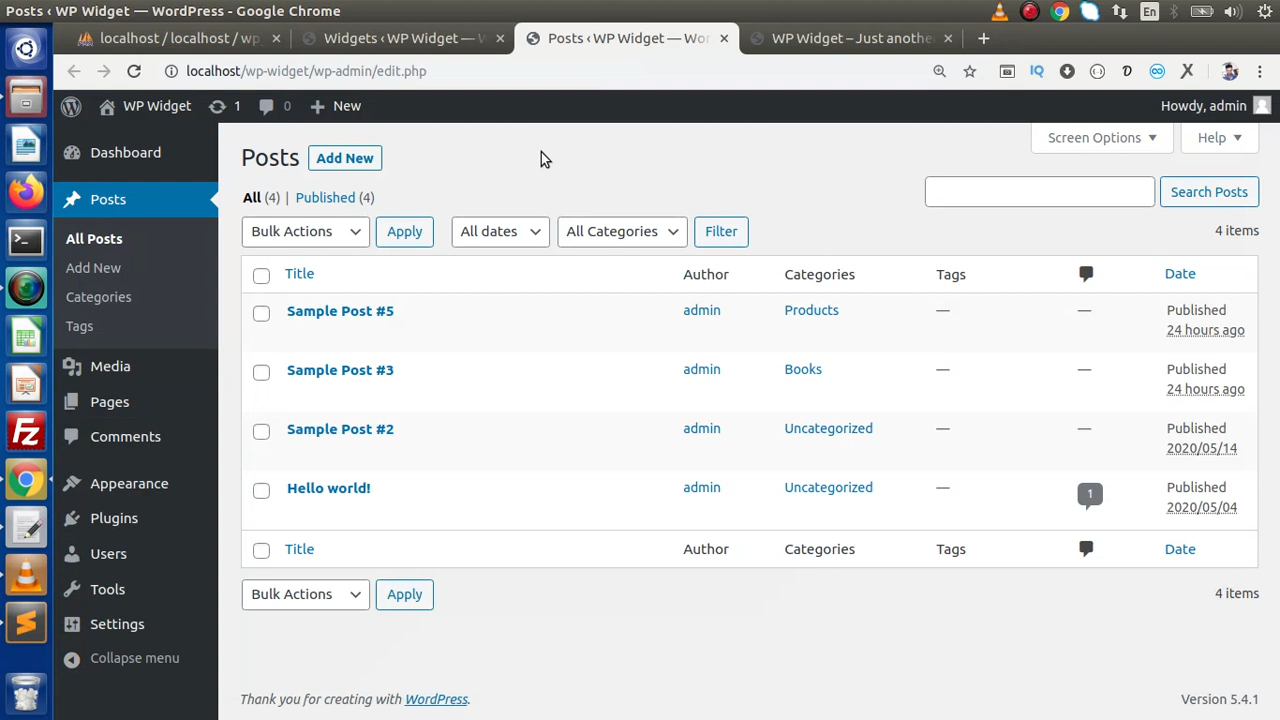 Posts ‹ WP Widget — WordPress - Google Chrome
En
localhost / localhost / wp_
Widgets ‹ WP Widget —
Posts ‹ WP Widget — Wor
WP Widget – Just anothe
localhost/wp-widget/wp-admin/edit.php
IQ
D
X
WP Widget
1
0
New
Howdy, admin
Dashboard
Posts
All Posts
Add New
Categories
Tags
Media
Pages
Comments
Appearance
Plugins
Users
Tools
Settings
Collapse menu
Screen Options
Help
Posts
Add New
All (4) | Published (4)
Search Posts
Bulk Actions
Apply
All dates
All Categories
Filter
4 items
Title Author Categories Tags Date
Sample Post #5 admin Products — — Published
24 hours ago
Sample Post #3 admin Books — — Published
24 hours ago
Sample Post #2 admin Uncategorized — — Published
2020/05/14
Hello world! admin Uncategorized — 1 Published
2020/05/04
Title Author Categories Tags Date
Bulk Actions
Apply
4 items
Thank you for creating with WordPress.
Version 5.4.1
Fz